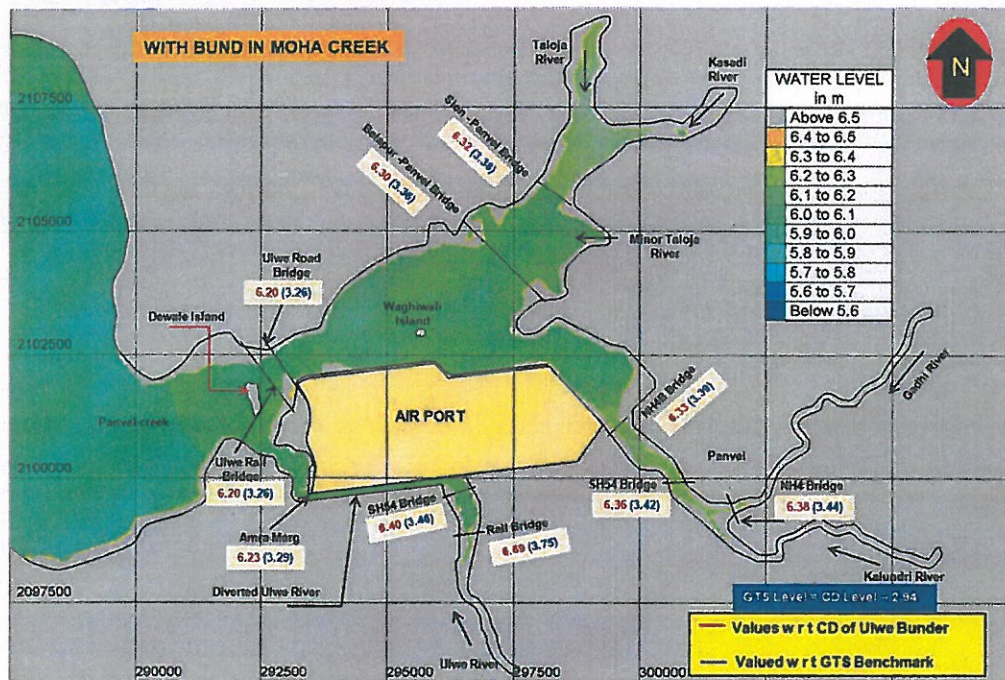 WITH BUND IN MOHA CREEK
Taloja
River
Kasadi
River
N
WATER LEVEL
in m
Above 6.5
6.4 to 6.5
6.3 to 6.4
6.2 to 6.3
6.1 to 6.2
6.0 to 6.1
5.9 to 6.0
5.8 to 5.9
5.7 to 5.8
5.6 to 5.7
Below 5.6
2107500
Sion - Panvel Bridge
6.32 (3.38)
Belapur -Panvel Bridge
6.30 (3.36)
2105000
Minor Taloja
River
Ulwe Road
Bridge
6.20 (3.26)
Dewale Island
Waghiwali
Island
2102500
Gadhi River
NH4B Bridge
6.33 (3.39)
AIR PORT
Panvel creek
Panvel
2100000
Ulwe Rail
Bridge
6.20 (3.26)
SH54 Bridge
6.40 (3.46)
SH54 Bridge
6.36 (3.42)
NH4 Bridge
6.38 (3.44)
Amra Marg
6.23 (3.29)
Rail Bridge
6.69 (3.75)
Diverted Ulwe River
Kalundri River
2097500
GTS Level = CD Level - 2.94
Values w r t CD of Ulwe Bunder
Valued w r t GTS Benchmark
Ulwe River
290000
292500
295000
297500
300000